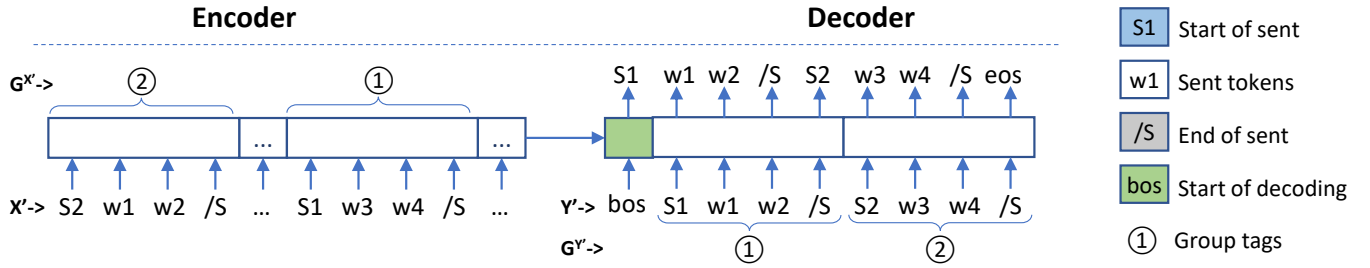 Encoder
Decoder
G^X'-> ② ①
S1 w1 w2 /S S2 w3 w4 /S eos
... ...
X'-> S2 w1 w2 /S ... S1 w3 w4 /S ...
Y'-> bos S1 w1 w2 /S S2 w3 w4 /S
G^Y'-> ① ②
S1 Start of sent
w1 Sent tokens
/S End of sent
bos Start of decoding
① Group tags